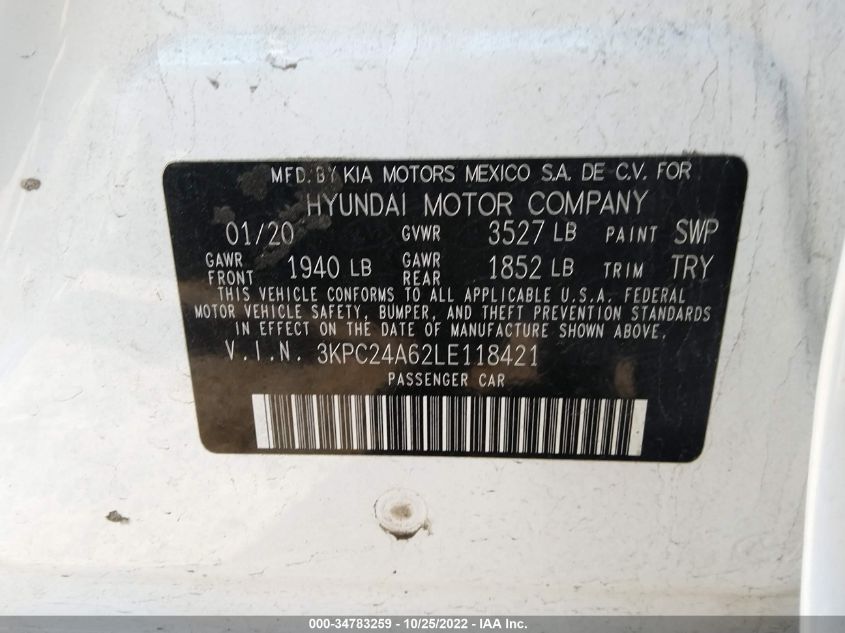 MFD. BY KIA MOTORS MEXICO S.A. DE C.V. FOR
HYUNDAI MOTOR COMPANY
01/20 GVWR 3527 LB PAINT SWP
GAWR FRONT 1940 LB GAWR REAR 1852 LB TRIM TRY
THIS VEHICLE CONFORMS TO ALL APPLICABLE U.S.A. FEDERAL
MOTOR VEHICLE SAFETY, BUMPER, AND THEFT PREVENTION STANDARDS
IN EFFECT ON THE DATE OF MANUFACTURE SHOWN ABOVE.
V.I.N. 3KPC24A62LE118421
PASSENGER CAR
000-34783259 - 10/25/2022 - IAA Inc.